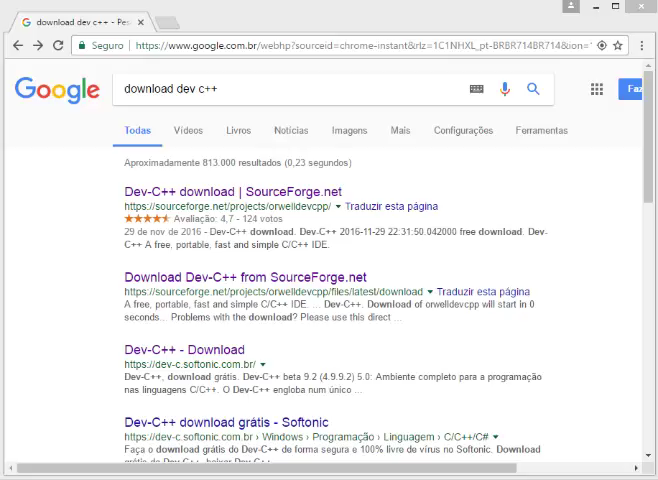 download dev c++ - Pes
Seguro
https://www.google.com.br/webhp?sourceid=chrome-instant&rlz=1C1NHXL_pt-BRBR714BR714&ion=
Google
download dev c++
Faz
Todas Vídeos Livros Notícias Imagens Mais Configurações Ferramentas
Aproximadamente 813.000 resultados (0,23 segundos)
Dev-C++ download | SourceForge.net
https://sourceforge.net/projects/orwelldevcpp/ Traduzir esta página
Avaliação: 4,7 - 124 votos
29 de nov de 2016 - Dev-C++ download. Dev-C++ 2016-11-29 22:31:50.042000 free download. Dev-
C++ A free, portable, fast and simple C/C++ IDE.
Download Dev-C++ from SourceForge.net
https://sourceforge.net/projects/orwelldevcpp/files/latest/download Traduzir esta página
A free, portable, fast and simple C/C++ IDE. ... Dev-C++. Download of orwelldevcpp will start in 0
seconds... Problems with the download? Please use this direct ...
Dev-C++ - Download
https://dev-c.softonic.com.br/
Dev-C++, download grátis. Dev-C++ beta 9.2 (4.9.9.2) 5.0: Ambiente completo para a programação
nas linguagens C/C++. O Dev-C++ engloba num único ...
Dev-C++ download grátis - Softonic
https://dev-c.softonic.com.br › Windows › Programação › Linguagem › C/C++/C#
Faça o download grátis do Dev-C++ de forma segura e 100% livre de vírus no Softonic. Download